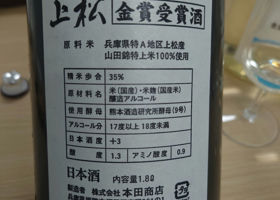 上松 金賞受賞酒
原料米 兵庫県特A地区上松産
山田錦特上米100%使用
精米歩合 35%
原材料名 米(国産)・米麹(国産米)
醸造アルコール
使用酵母 熊本酒造研究所酵母(9号)
アルコール分 17度以上18度未満
日本酒度 +3
酸度 1.3 アミノ酸度 0.9
日本酒 内容量1.8ℓ
製造者 株式会社 本田商店